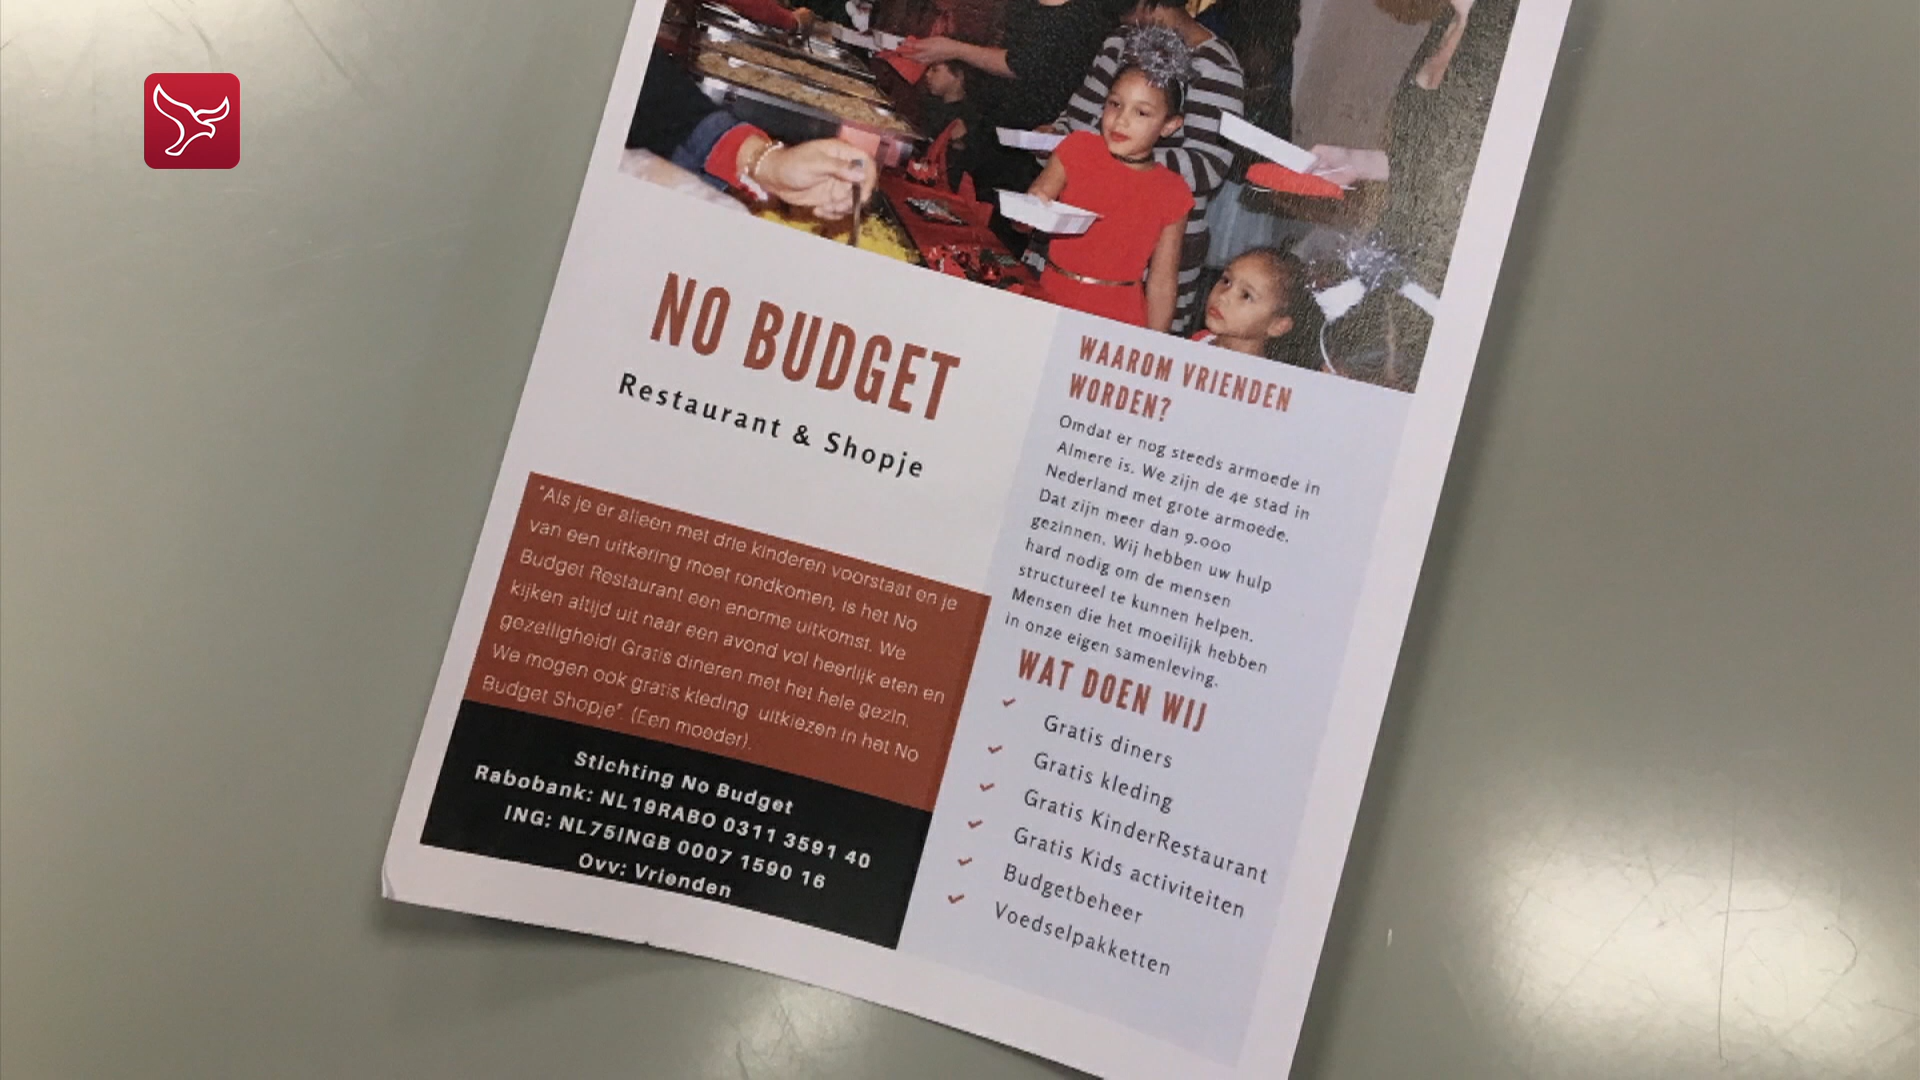 NO BUDGET
Restaurant & Shopje
"Als je er alleen met drie kinderen voorstaat en je
van een uitkering moet rondkomen, is het No
Budget Restaurant een enorme uitkomst. We
kijken altijd uit naar een avond vol heerlijk eten en
gezelligheid! Gratis dineren met het hele gezin.
We mogen ook gratis kleding uitkiezen in het No
Budget Shopje". (Een moeder).
Stichting No Budget
Rabobank: NL19RABO 0311 3591 40
ING: NL75INGB 0007 1590 16
Ovv: Vrienden
WAAROM VRIENDEN
WORDEN?
Omdat er nog steeds armoede in
Almere is. We zijn de 4e stad in
Nederland met grote armoede.
Dat zijn meer dan 9.000
gezinnen. Wij hebben uw hulp
hard nodig om de mensen
structureel te kunnen helpen.
Mensen die het moeilijk hebben
in onze eigen samenleving.
WAT DOEN WIJ
Gratis diners
Gratis kleding
Gratis KinderRestaurant
Gratis Kids activiteiten
Budgetbeheer
Voedselpakketten